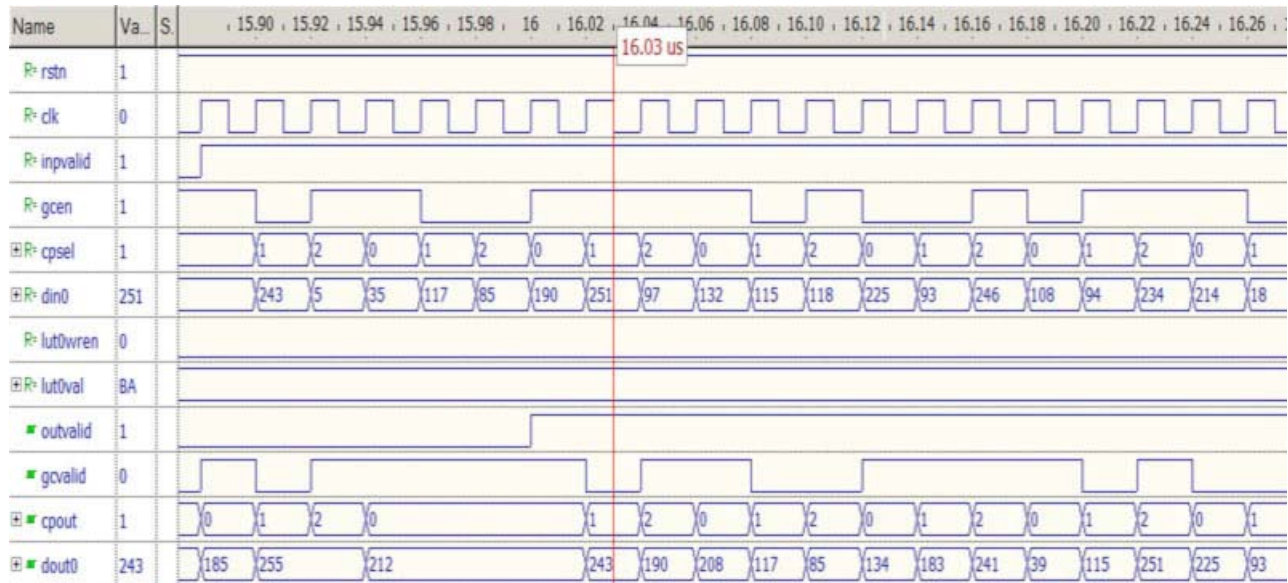 Name Va... S. 15.90 15.92 15.94 15.96 15.98 16 16.02 16.04 16.06 16.08 16.10 16.12 16.14 16.16 16.18 16.20 16.22 16.24 16.26
16.03 us
R= rstn 1
R= clk 0
R= inpvalid 1
R= gcen 1
R= cpsel 1 1 2 0 1 2 0 1 2 0 1 2 0 1 2 0 1 2 0 1
R= din0 251 243 5 35 117 85 190 251 97 132 115 118 225 93 246 108 94 234 214 18
R= lut0wren 0
R= lut0val BA
outvalid 1
gcvalid 0
cpout 1 0 1 2 0 1 2 0 1 2 0 1 2 0 1 2 0 1
dout0 243 185 255 212 243 190 208 117 85 134 183 241 39 115 251 225 93